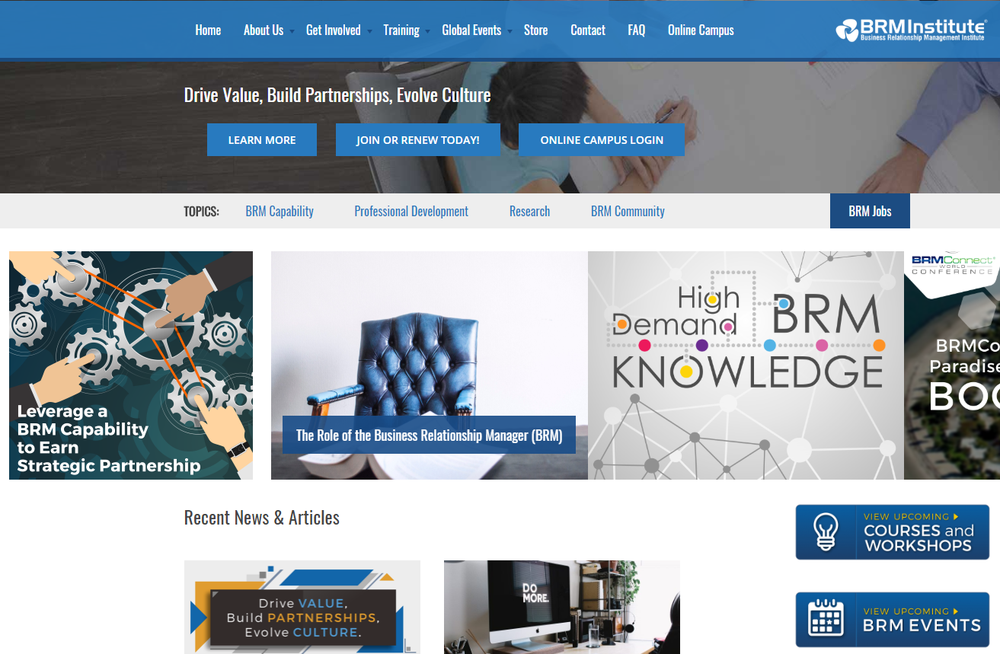 Home About Us Get Involved Training Global Events Store Contact FAQ Online Campus
BRMInstitute®
Business Relationship Management Institute
Drive Value, Build Partnerships, Evolve Culture
LEARN MORE JOIN OR RENEW TODAY! ONLINE CAMPUS LOGIN
TOPICS: BRM Capability Professional Development Research BRM Community BRM Jobs
Leverage a
BRM Capability
to Earn
Strategic Partnership
The Role of the Business Relationship Manager (BRM)
High
Demand BRM
KNOWLEDGE
BRMConnect®
WORLD
CONFERENCE
BRMCo
Paradise
BOO
Recent News & Articles
VIEW UPCOMING
COURSES and
WORKSHOPS
Drive VALUE,
Build PARTNERSHIPS,
Evolve CULTURE.
DO
MORE.
VIEW UPCOMING
BRM EVENTS